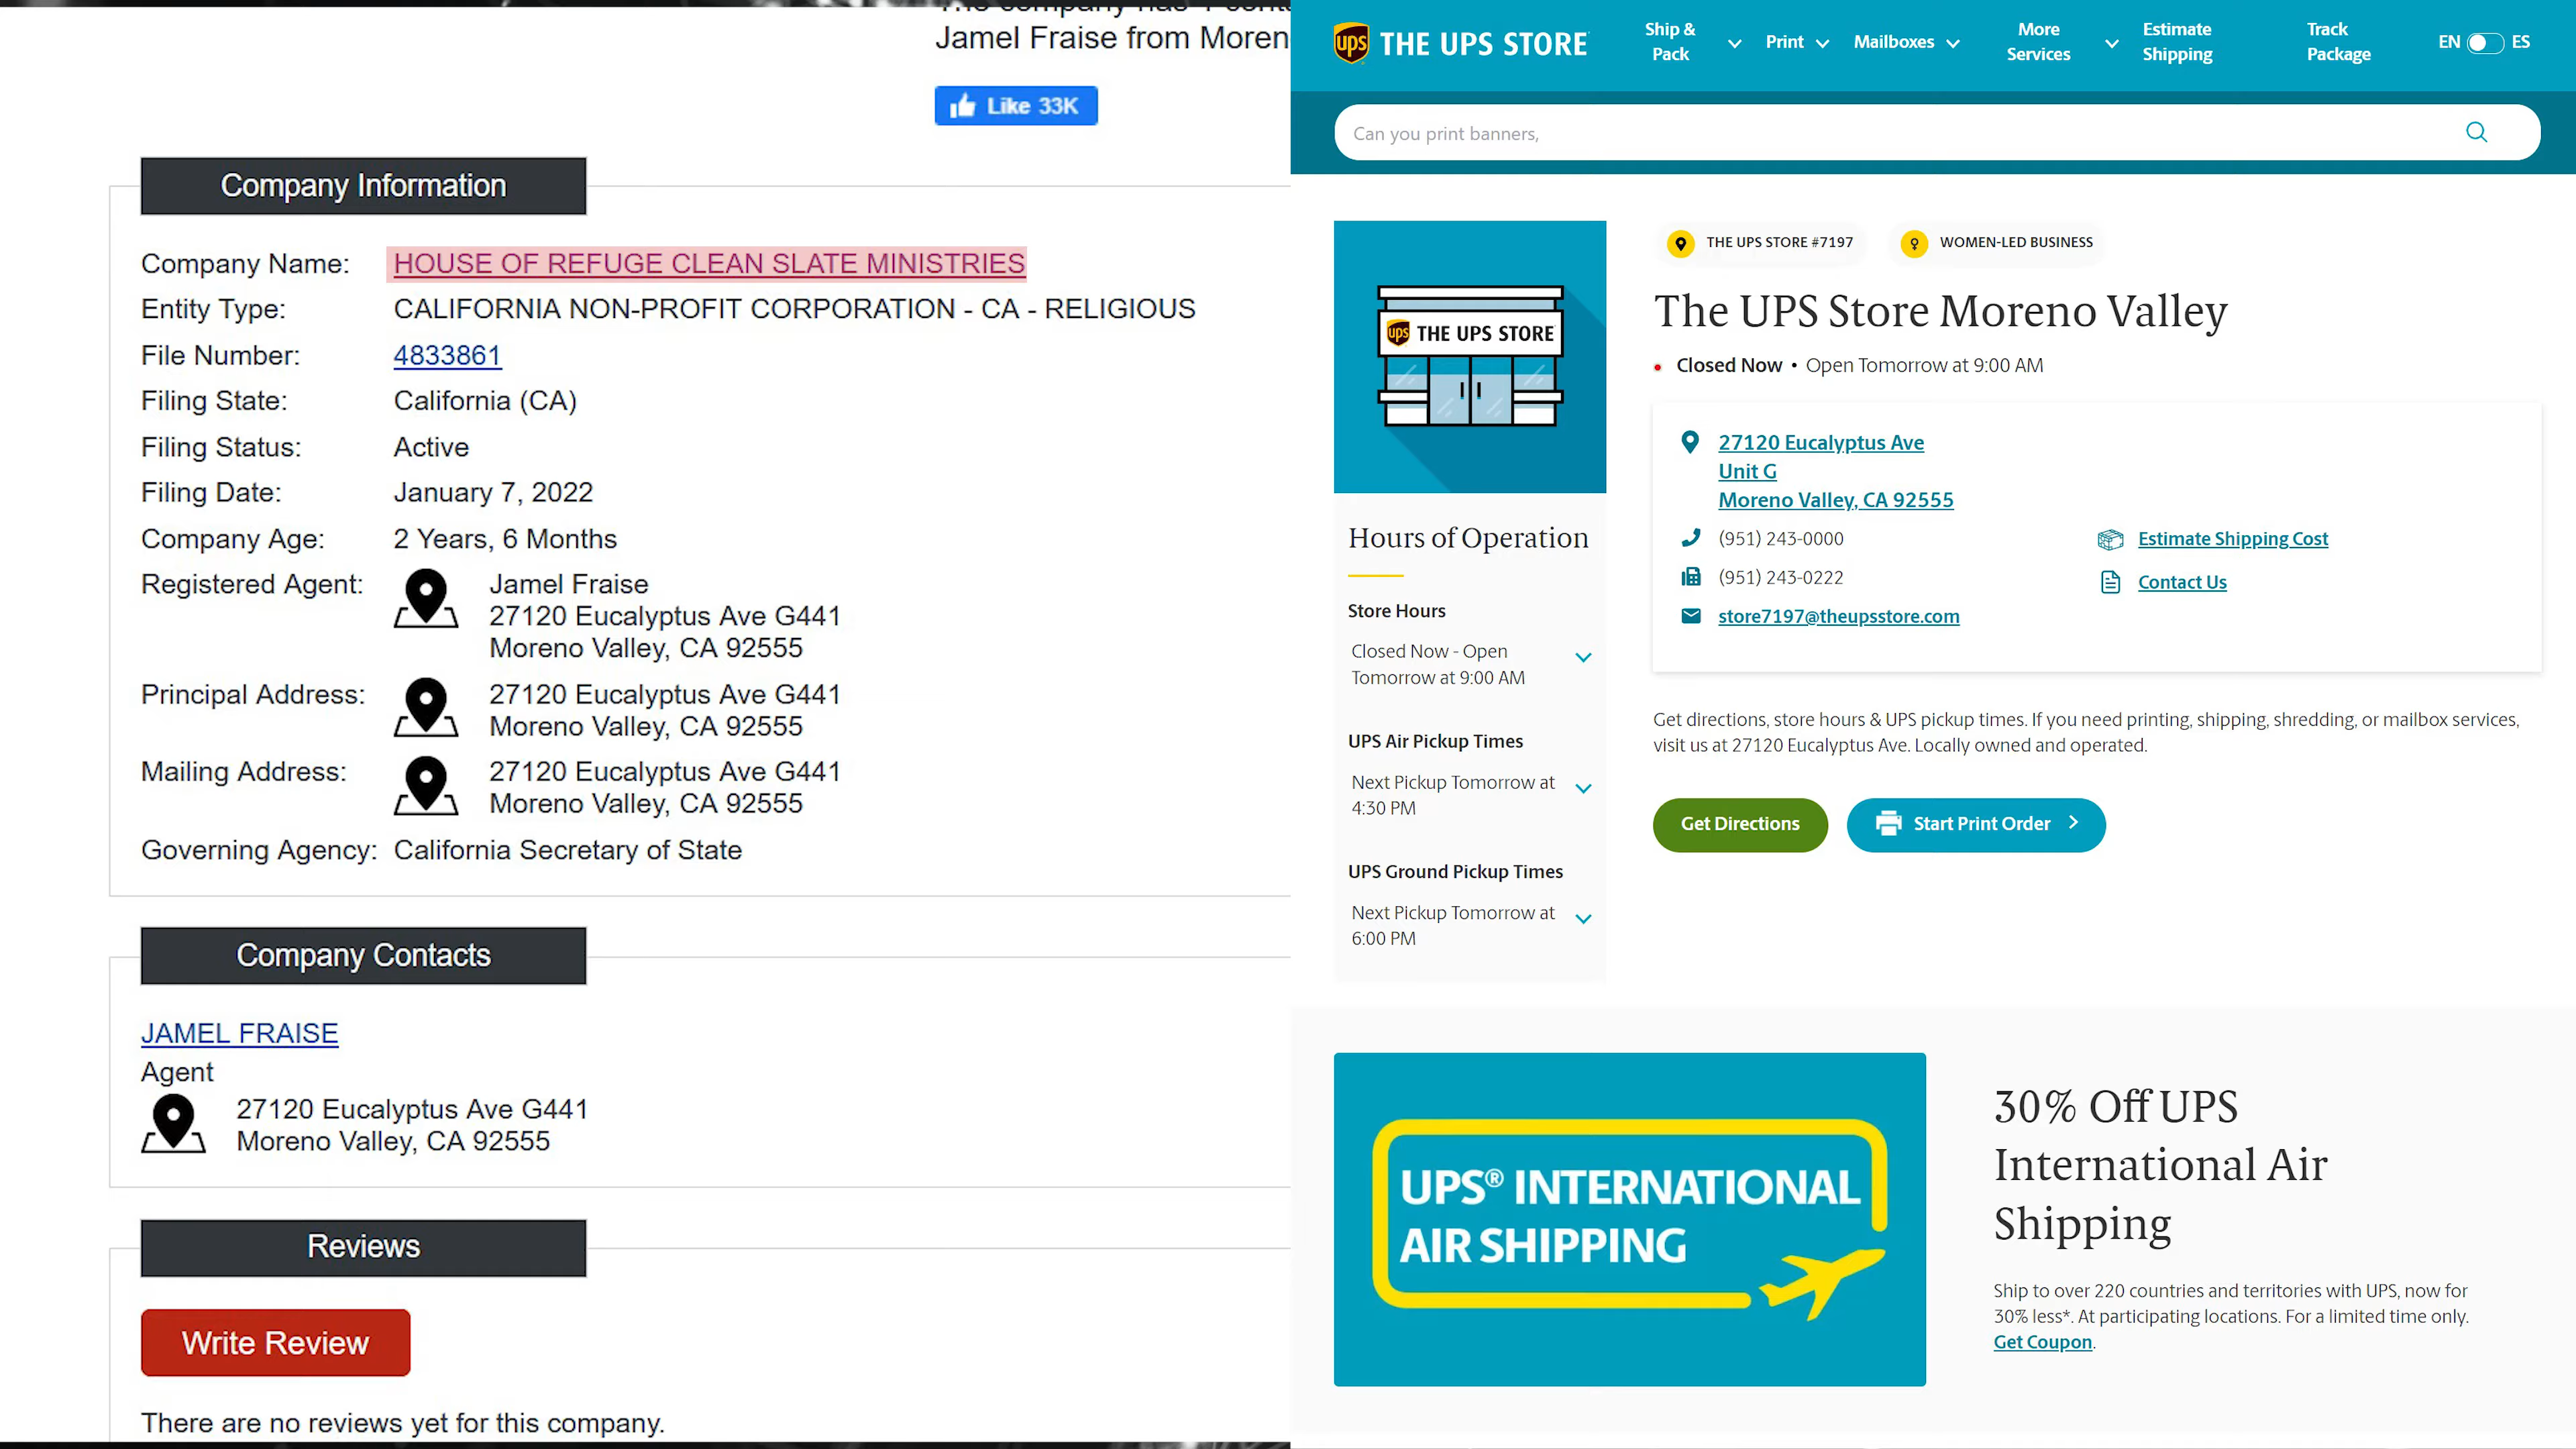 Jamel Fraise from Moren
Like 33K
Company Information
Company Name: HOUSE OF REFUGE CLEAN SLATE MINISTRIES
Entity Type: CALIFORNIA NON-PROFIT CORPORATION - CA - RELIGIOUS
File Number: 4833861
Filing State: California (CA)
Filing Status: Active
Filing Date: January 7, 2022
Company Age: 2 Years, 6 Months
Registered Agent: Jamel Fraise
27120 Eucalyptus Ave G441
Moreno Valley, CA 92555
Principal Address: 27120 Eucalyptus Ave G441
Moreno Valley, CA 92555
Mailing Address: 27120 Eucalyptus Ave G441
Moreno Valley, CA 92555
Governing Agency: California Secretary of State
Company Contacts
JAMEL FRAISE
Agent
27120 Eucalyptus Ave G441
Moreno Valley, CA 92555
Reviews
Write Review
There are no reviews yet for this company.
ups THE UPS STORE
Ship &
Pack
Print
Mailboxes
More
Services
Estimate
Shipping
Track
Package
EN ES
Can you print banners,
ups THE UPS STORE
THE UPS STORE #7197
WOMEN-LED BUSINESS
The UPS Store Moreno Valley
Closed Now • Open Tomorrow at 9:00 AM
27120 Eucalyptus Ave
Unit G
Moreno Valley, CA 92555
(951) 243-0000
(951) 243-0222
store7197@theupsstore.com
Estimate Shipping Cost
Contact Us
Get directions, store hours & UPS pickup times. If you need printing, shipping, shredding, or mailbox services,
visit us at 27120 Eucalyptus Ave. Locally owned and operated.
Get Directions
Start Print Order
Hours of Operation
Store Hours
Closed Now - Open
Tomorrow at 9:00 AM
UPS Air Pickup Times
Next Pickup Tomorrow at
4:30 PM
UPS Ground Pickup Times
Next Pickup Tomorrow at
6:00 PM
UPS® INTERNATIONAL
AIR SHIPPING
30% Off UPS
International Air
Shipping
Ship to over 220 countries and territories with UPS, now for
30% less*. At participating locations. For a limited time only.
Get Coupon.